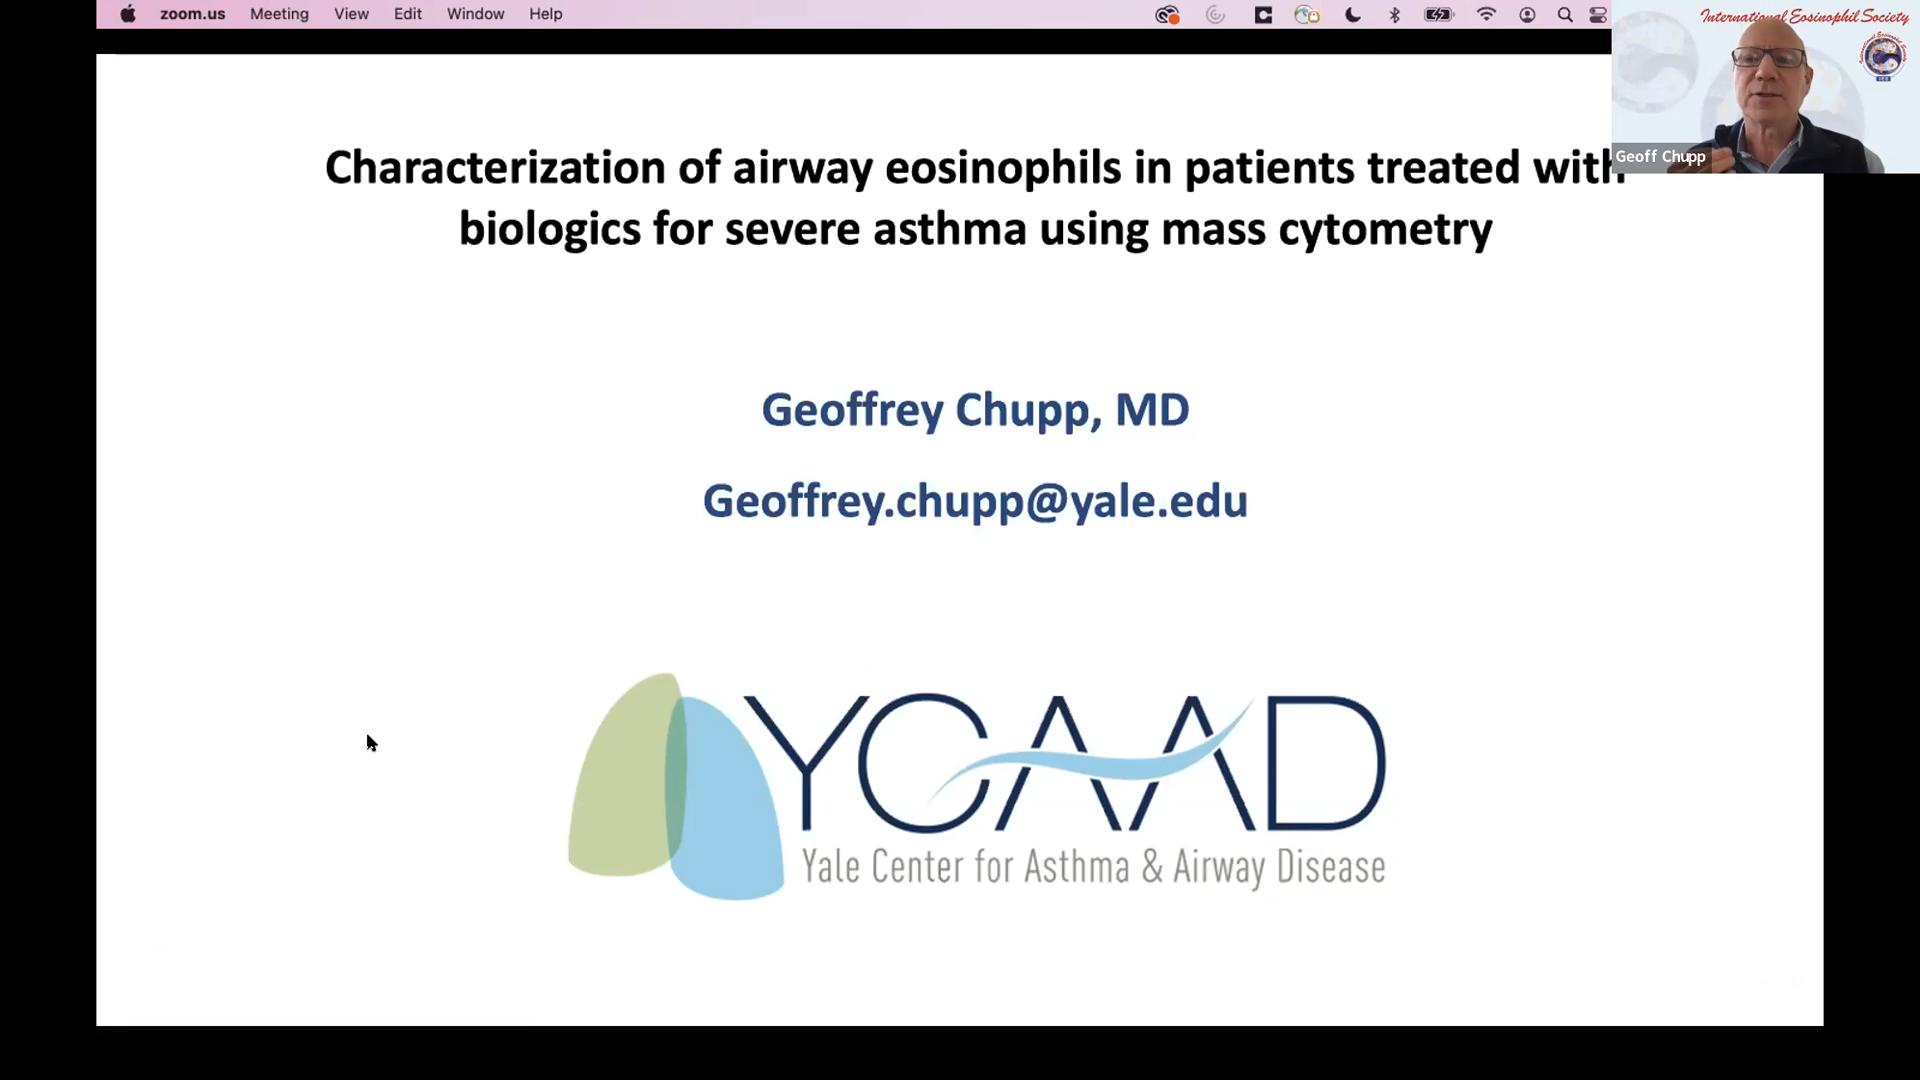 zoom.us Meeting View Edit Window Help
International Eosinophil Society
Geoff Chupp
Characterization of airway eosinophils in patients treated with
biologics for severe asthma using mass cytometry
Geoffrey Chupp, MD
Geoffrey.chupp@yale.edu
YCAAD
Yale Center for Asthma & Airway Disease